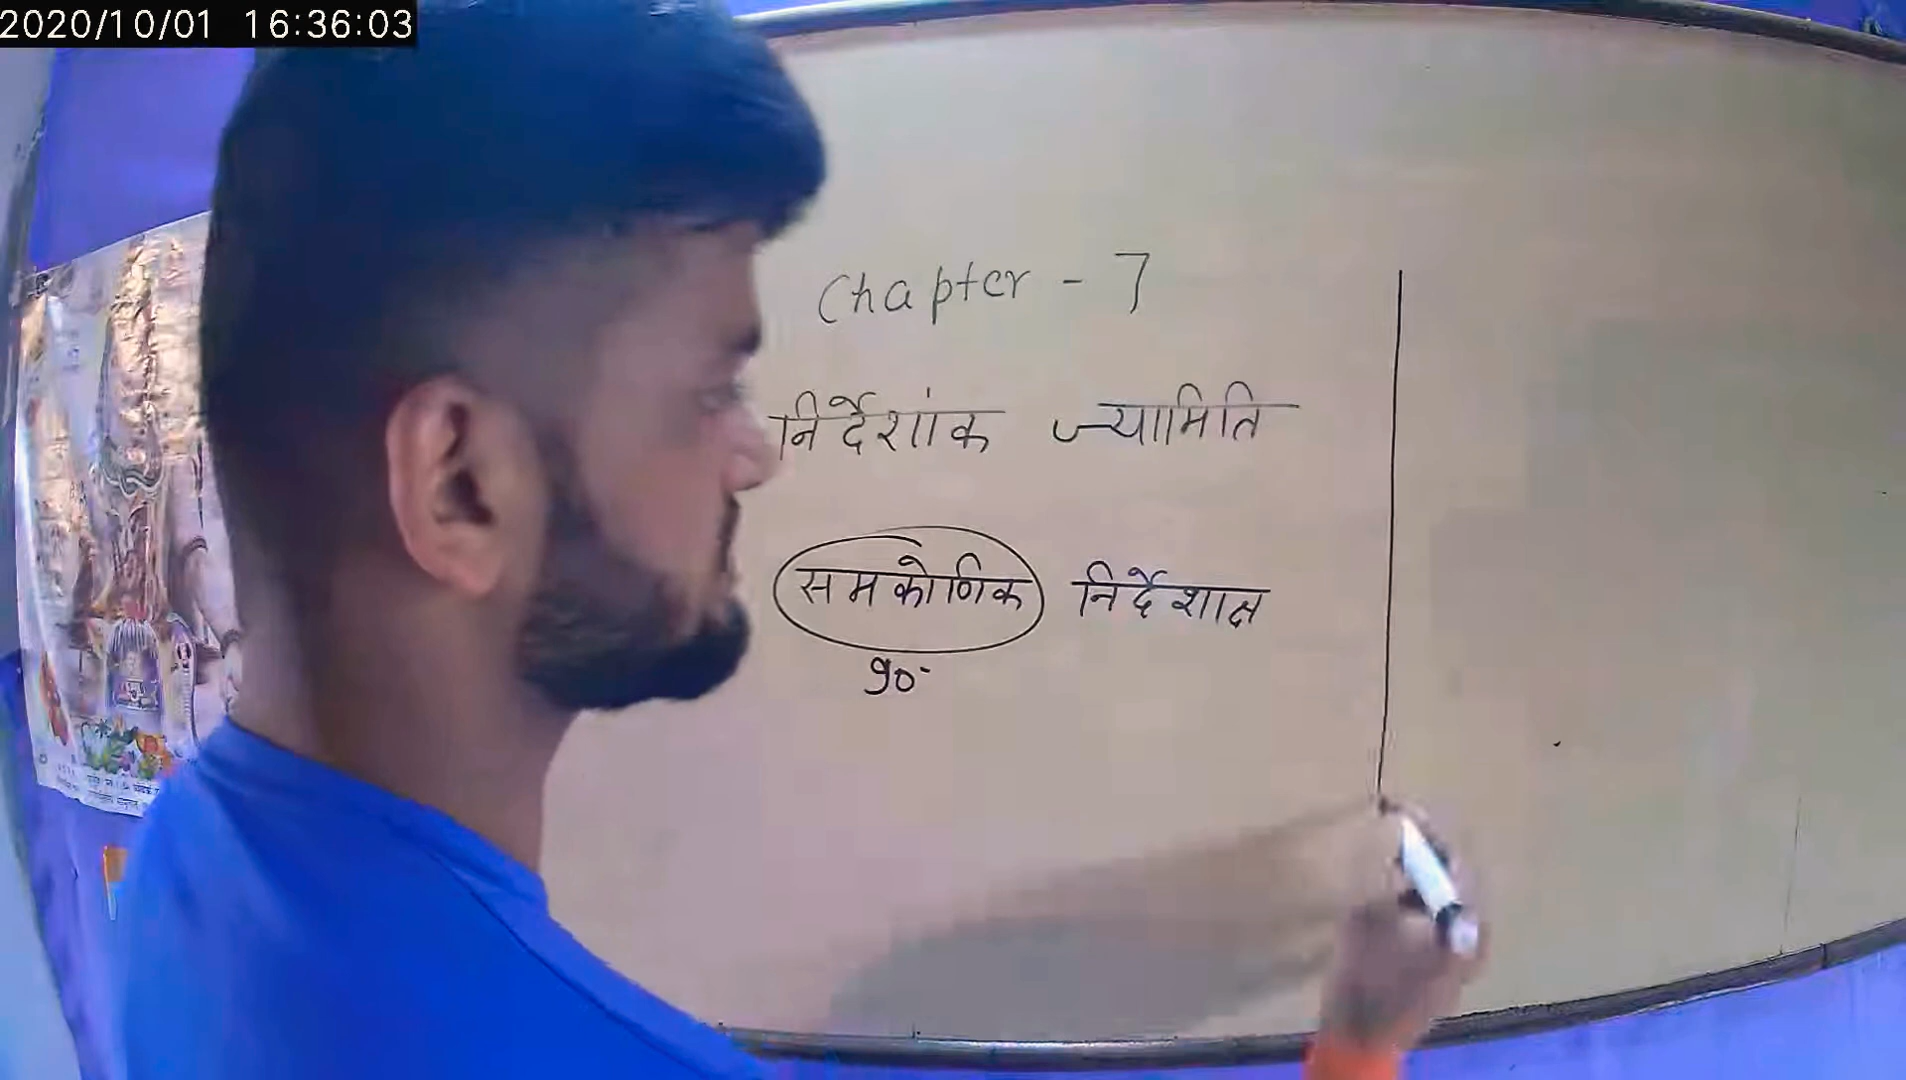 2020/10/01 16:36:03
Chapter - 7
निर्देशांक ज्यामिति
समकोणिक निर्देशाक्ष
90°